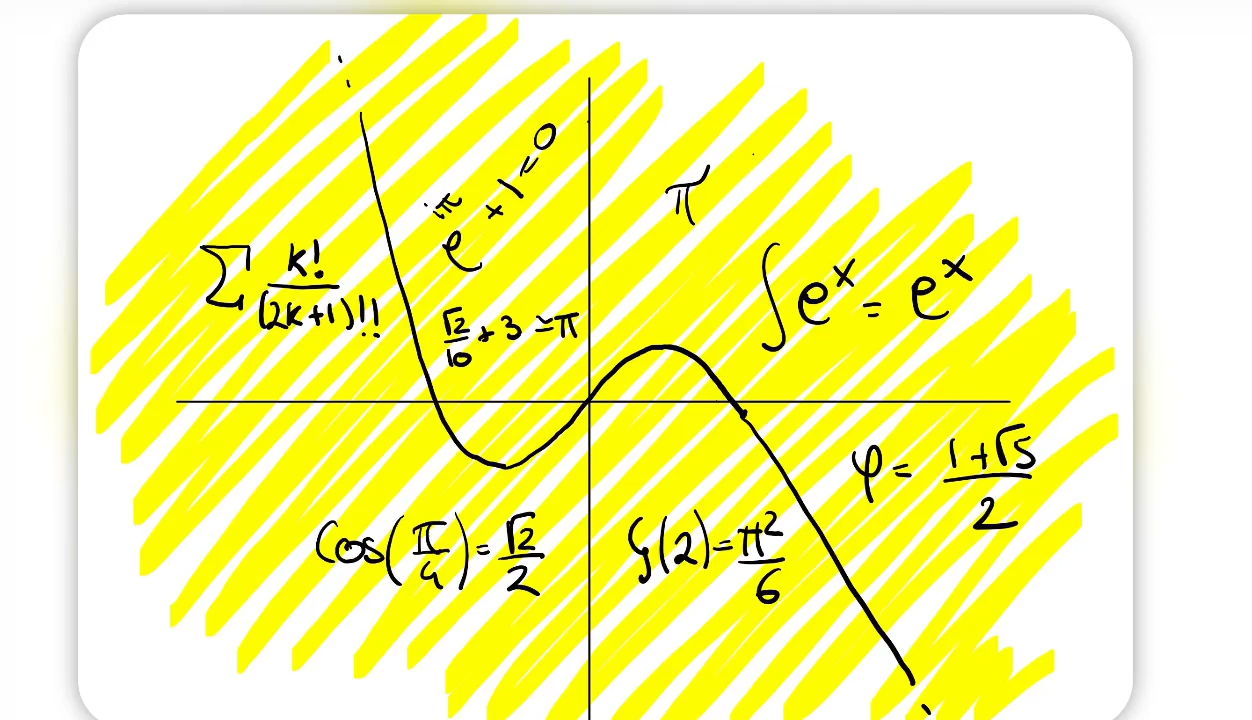 e^{iπ} + 1 = 0
π
∑ k! / (2k+1)!!
√2/10 + 3 ≃ π
∫ e^x = e^x
φ = (1+√5)/2
cos(π/4) = √2/2
ζ(2) = π²/6